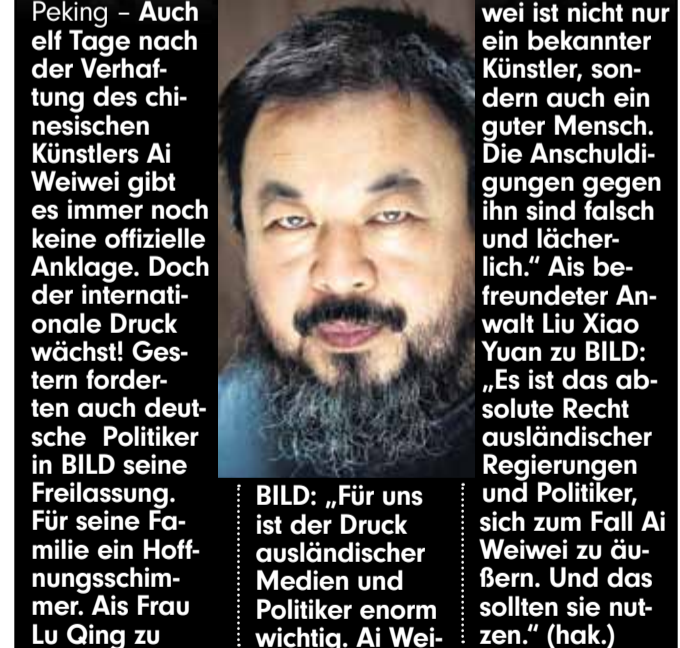 Peking – Auch
elf Tage nach
der Verhaf-
tung des chi-
nesischen
Künstlers Ai
Weiwei gibt
es immer noch
keine offizielle
Anklage. Doch
der internati-
onale Druck
wächst! Ges-
tern forder-
ten auch deut-
sche Politiker
in BILD seine
Freilassung.
Für seine Fa-
milie ein Hoff-
nungsschim-
mer. Ais Frau
Lu Qing zu
BILD: „Für uns
ist der Druck
ausländischer
Medien und
Politiker enorm
wichtig. Ai Wei-
wei ist nicht nur
ein bekannter
Künstler, son-
dern auch ein
guter Mensch.
Die Anschuldi-
gungen gegen
ihn sind falsch
und lächer-
lich.“ Ais be-
freundeter An-
walt Liu Xiao
Yuan zu BILD:
„Es ist das ab-
solute Recht
ausländischer
Regierungen
und Politiker,
sich zum Fall Ai
Weiwei zu äu-
ßern. Und das
sollten sie nut-
zen.“ (hak.)